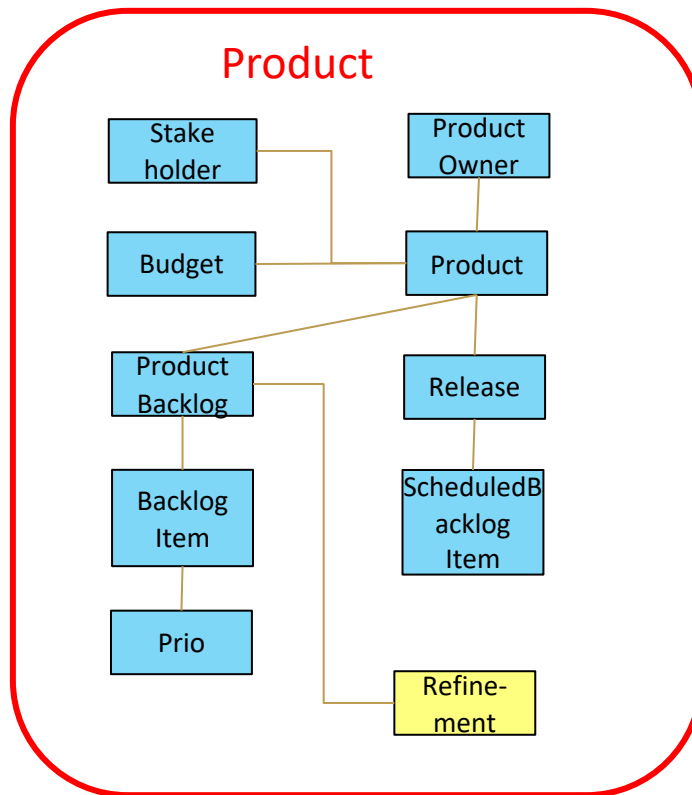 Product
Stake
holder
Product
Owner
Budget
Product
Product
Backlog
Release
Backlog
Item
ScheduledB
acklog
Item
Prio
Refine-
ment